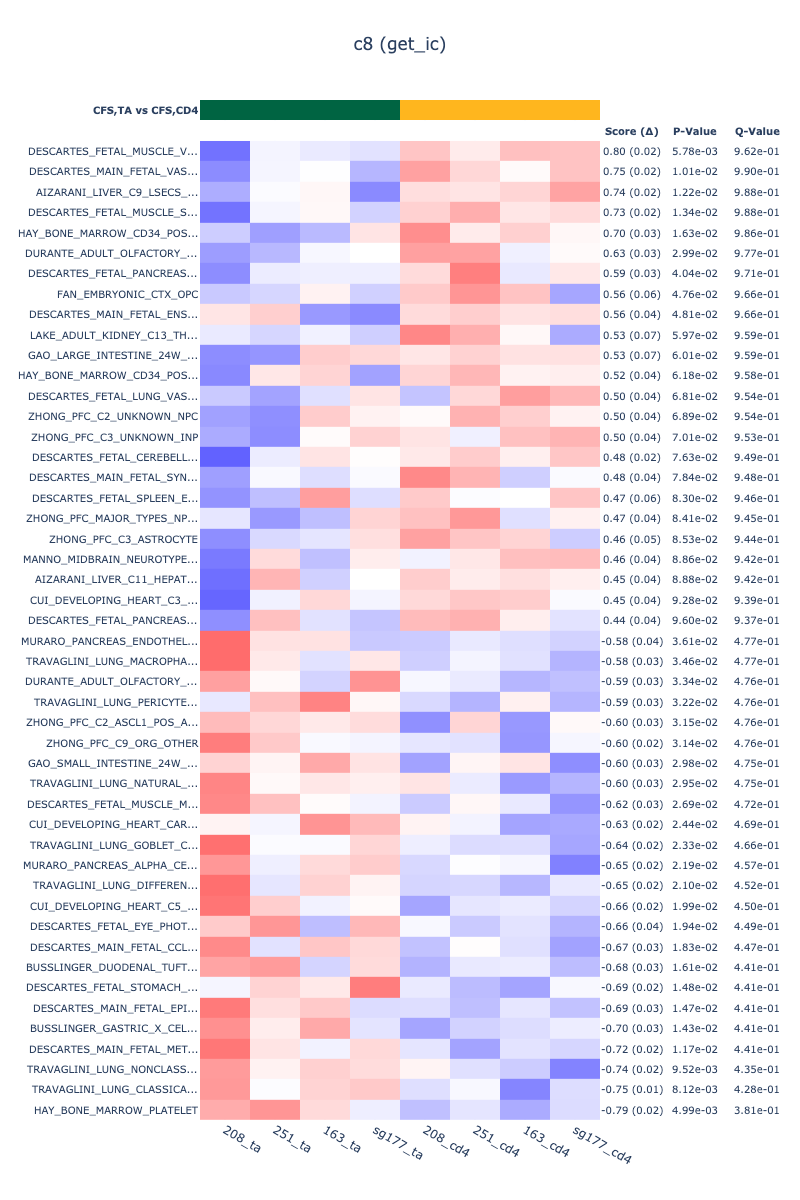 c8 (get_ic)
CFS,TA vs CFS,CD4
Score (Δ) P-Value Q-Value
DESCARTES_FETAL_MUSCLE_V... 0.80 (0.02) 5.78e-03 9.62e-01
DESCARTES_MAIN_FETAL_VAS... 0.75 (0.02) 1.01e-02 9.90e-01
AIZARANI_LIVER_C9_LSECS_... 0.74 (0.02) 1.22e-02 9.88e-01
DESCARTES_FETAL_MUSCLE_S... 0.73 (0.02) 1.34e-02 9.88e-01
HAY_BONE_MARROW_CD34_POS... 0.70 (0.03) 1.63e-02 9.86e-01
DURANTE_ADULT_OLFACTORY_... 0.63 (0.03) 2.99e-02 9.77e-01
DESCARTES_FETAL_PANCREAS... 0.59 (0.03) 4.04e-02 9.71e-01
FAN_EMBRYONIC_CTX_OPC 0.56 (0.06) 4.76e-02 9.66e-01
DESCARTES_MAIN_FETAL_ENS... 0.56 (0.04) 4.81e-02 9.66e-01
LAKE_ADULT_KIDNEY_C13_TH... 0.53 (0.07) 5.97e-02 9.59e-01
GAO_LARGE_INTESTINE_24W_... 0.53 (0.07) 6.01e-02 9.59e-01
HAY_BONE_MARROW_CD34_POS... 0.52 (0.04) 6.18e-02 9.58e-01
DESCARTES_FETAL_LUNG_VAS... 0.50 (0.04) 6.81e-02 9.54e-01
ZHONG_PFC_C2_UNKNOWN_NPC 0.50 (0.04) 6.89e-02 9.54e-01
ZHONG_PFC_C3_UNKNOWN_INP 0.50 (0.04) 7.01e-02 9.53e-01
DESCARTES_FETAL_CEREBELL... 0.48 (0.02) 7.63e-02 9.49e-01
DESCARTES_MAIN_FETAL_SYN... 0.48 (0.04) 7.84e-02 9.48e-01
DESCARTES_FETAL_SPLEEN_E... 0.47 (0.06) 8.30e-02 9.46e-01
ZHONG_PFC_MAJOR_TYPES_NP... 0.47 (0.04) 8.41e-02 9.45e-01
ZHONG_PFC_C3_ASTROCYTE 0.46 (0.05) 8.53e-02 9.44e-01
MANNO_MIDBRAIN_NEUROTYPE... 0.46 (0.04) 8.86e-02 9.42e-01
AIZARANI_LIVER_C11_HEPAT... 0.45 (0.04) 8.88e-02 9.42e-01
CUI_DEVELOPING_HEART_C3_... 0.45 (0.04) 9.28e-02 9.39e-01
DESCARTES_FETAL_PANCREAS... 0.44 (0.04) 9.60e-02 9.37e-01
MURARO_PANCREAS_ENDOTHEL... -0.58 (0.04) 3.61e-02 4.77e-01
TRAVAGLINI_LUNG_MACROPHA... -0.58 (0.03) 3.46e-02 4.77e-01
DURANTE_ADULT_OLFACTORY_... -0.59 (0.03) 3.34e-02 4.76e-01
TRAVAGLINI_LUNG_PERICYTE... -0.59 (0.03) 3.22e-02 4.76e-01
ZHONG_PFC_C2_ASCL1_POS_A... -0.60 (0.03) 3.15e-02 4.76e-01
ZHONG_PFC_C9_ORG_OTHER -0.60 (0.02) 3.14e-02 4.76e-01
GAO_SMALL_INTESTINE_24W_... -0.60 (0.03) 2.98e-02 4.75e-01
TRAVAGLINI_LUNG_NATURAL_... -0.60 (0.03) 2.95e-02 4.75e-01
DESCARTES_FETAL_MUSCLE_M... -0.62 (0.03) 2.69e-02 4.72e-01
CUI_DEVELOPING_HEART_CAR... -0.63 (0.02) 2.44e-02 4.69e-01
TRAVAGLINI_LUNG_GOBLET_C... -0.64 (0.02) 2.33e-02 4.66e-01
MURARO_PANCREAS_ALPHA_CE... -0.65 (0.02) 2.19e-02 4.57e-01
TRAVAGLINI_LUNG_DIFFEREN... -0.65 (0.02) 2.10e-02 4.52e-01
CUI_DEVELOPING_HEART_C5_... -0.66 (0.02) 1.99e-02 4.50e-01
DESCARTES_FETAL_EYE_PHOT... -0.66 (0.04) 1.94e-02 4.49e-01
DESCARTES_MAIN_FETAL_CCL... -0.67 (0.03) 1.83e-02 4.47e-01
BUSSLINGER_DUODENAL_TUFT... -0.68 (0.03) 1.61e-02 4.41e-01
DESCARTES_FETAL_STOMACH_... -0.69 (0.02) 1.48e-02 4.41e-01
DESCARTES_MAIN_FETAL_EPI... -0.69 (0.03) 1.47e-02 4.41e-01
BUSSLINGER_GASTRIC_X_CEL... -0.70 (0.03) 1.43e-02 4.41e-01
DESCARTES_MAIN_FETAL_MET... -0.72 (0.02) 1.17e-02 4.41e-01
TRAVAGLINI_LUNG_NONCLASS... -0.74 (0.02) 9.52e-03 4.35e-01
TRAVAGLINI_LUNG_CLASSICA... -0.75 (0.01) 8.12e-03 4.28e-01
HAY_BONE_MARROW_PLATELET -0.79 (0.02) 4.99e-03 3.81e-01
208_ta 251_ta 163_ta sg177_ta 208_cd4 251_cd4 163_cd4 sg177_cd4